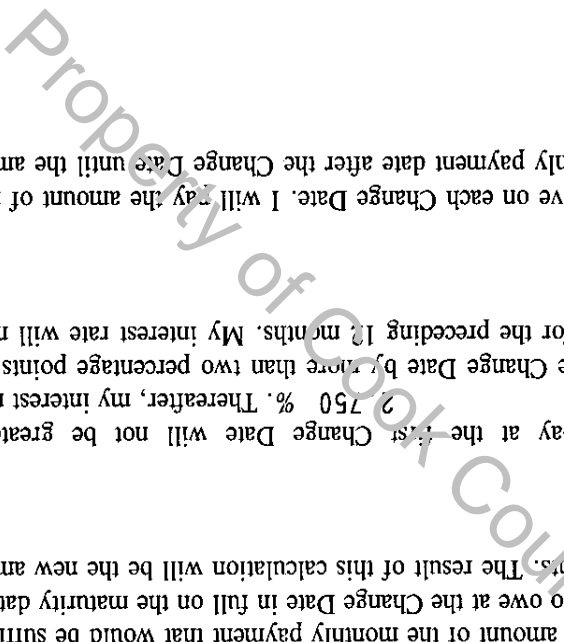 amount of the monthly payment that would be suffi
o owe at the Change Date in full on the maturity dat
nts. The result of this calculation will be the new am
ay at the first Change Date will not be greate
2.750 %. Thereafter, my interest r
e Change Date by more than two percentage points
for the preceding 12 months. My interest rate will n
ve on each Change Date. I will pay the amount of
nly payment date after the Change Date until the am
Property Of Cook Cou